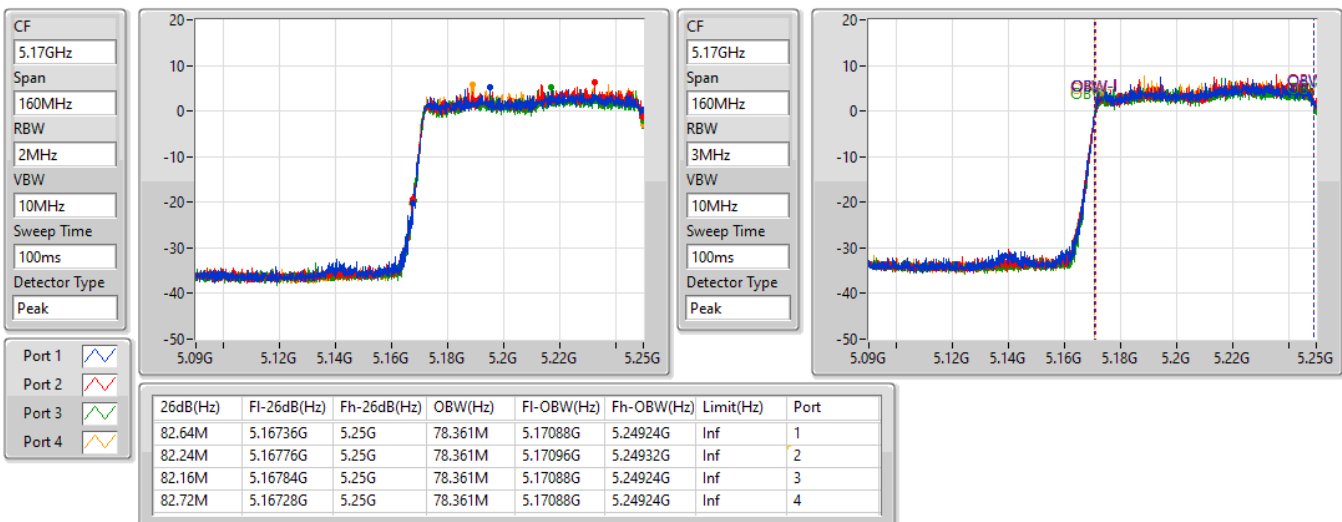 CF
5.17GHz
Span
160MHz
RBW
2MHz
VBW
10MHz
Sweep Time
100ms
Detector Type
Peak
20
10
0
-10
-20
-30
-40
-50
5.09G 5.12G 5.14G 5.16G 5.18G 5.2G 5.22G 5.25G
CF
5.17GHz
Span
160MHz
RBW
3MHz
VBW
10MHz
Sweep Time
100ms
Detector Type
Peak
20
10
0
-10
-20
-30
-40
-50
OBW-l
5.09G 5.12G 5.14G 5.16G 5.18G 5.2G 5.22G 5.25G
Port 1
Port 2
Port 3
Port 4
26dB(Hz) Fl-26dB(Hz) Fh-26dB(Hz) OBW(Hz) Fl-OBW(Hz) Fh-OBW(Hz) Limit(Hz) Port
82.64M 5.16736G 5.25G 78.361M 5.17088G 5.24924G Inf 1
82.24M 5.16776G 5.25G 78.361M 5.17096G 5.24932G Inf 2
82.16M 5.16784G 5.25G 78.361M 5.17088G 5.24924G Inf 3
82.72M 5.16728G 5.25G 78.361M 5.17088G 5.24924G Inf 4